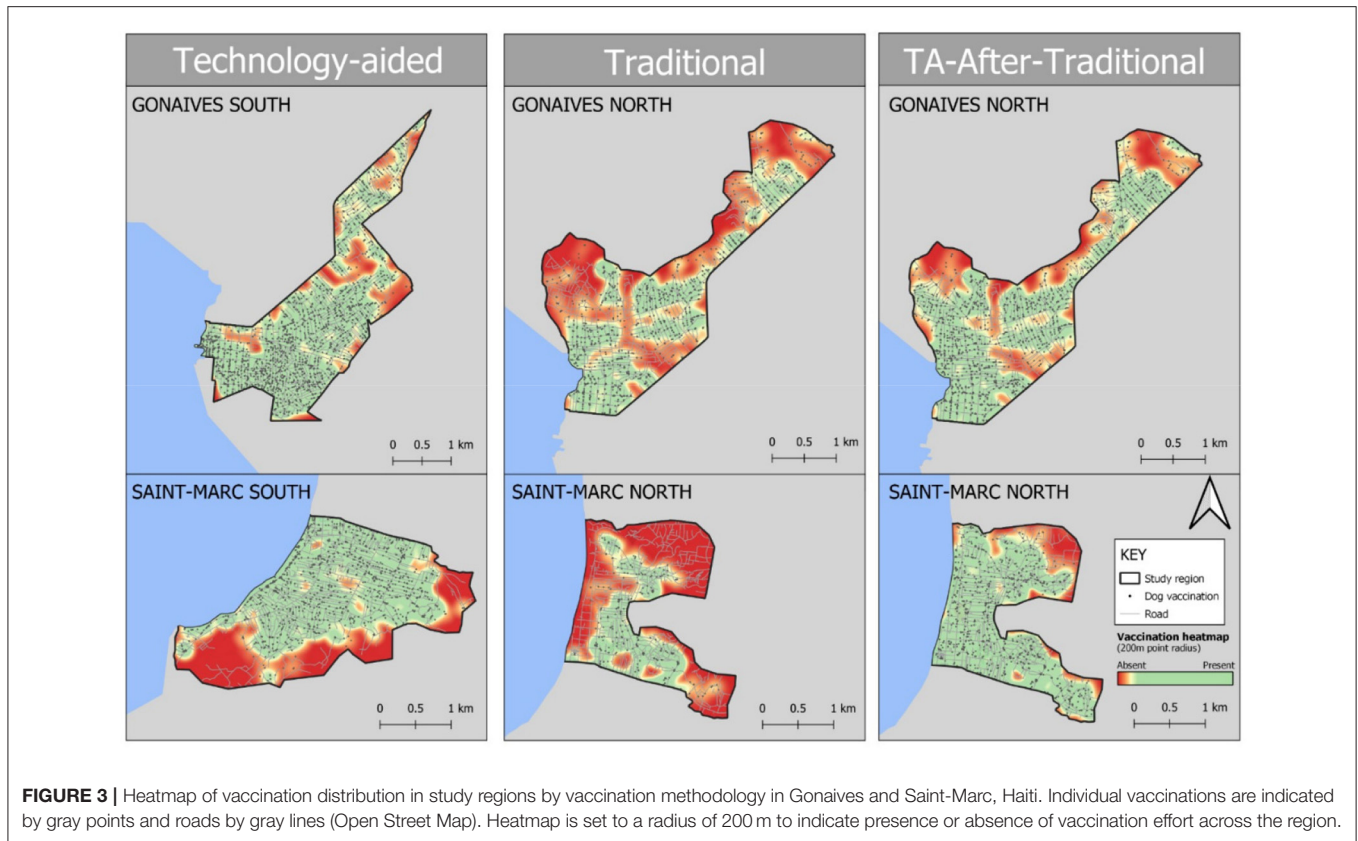 Technology-aided
Traditional
TA-After-Traditional
GONAIVES SOUTH
GONAIVES NORTH
GONAIVES NORTH
0 0.5 1 km
0 0.5 1 km
0 0.5 1 km
SAINT-MARC SOUTH
SAINT-MARC NORTH
SAINT-MARC NORTH
KEY
Study region
Dog vaccination
Road
Vaccination heatmap
(200m point radius)
Absent Present
0 0.5 1 km
0 0.5 1 km
0 0.5 1 km
FIGURE 3 | Heatmap of vaccination distribution in study regions by vaccination methodology in Gonaives and Saint-Marc, Haiti. Individual vaccinations are indicated
by gray points and roads by gray lines (Open Street Map). Heatmap is set to a radius of 200 m to indicate presence or absence of vaccination effort across the region.